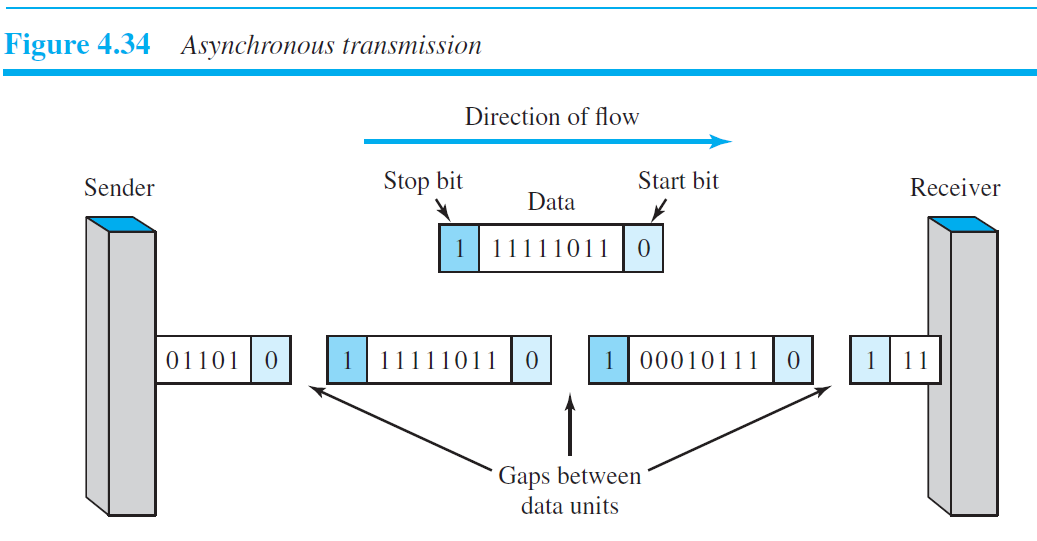 Figure 4.34 Asynchronous transmission
Direction of flow
Sender
Stop bit
Data
Start bit
Receiver
1 11111011 0
01101 0
1 11111011 0
1 00010111 0
1 11
Gaps between
data units